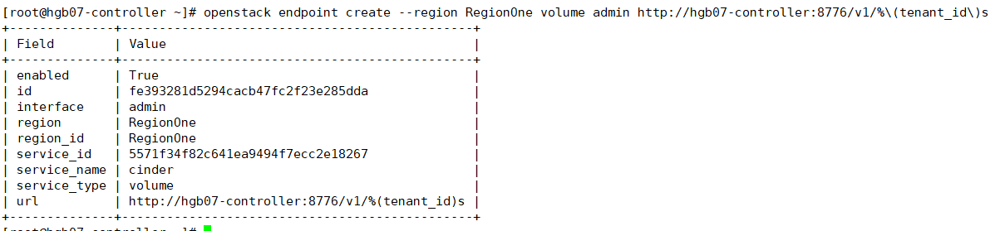 [root@hgb07-controller ~]# openstack endpoint create --region RegionOne volume admin http://hgb07-controller:8776/v1/%\(tenant_id\)s
+--------------+----------------------------------------------+
| Field        | Value                                        |
+--------------+----------------------------------------------+
| enabled      | True                                         |
| id           | fe393281d5294cacb47fc2f23e285dda             |
| interface    | admin                                        |
| region       | RegionOne                                    |
| region_id    | RegionOne                                    |
| service_id   | 5571f34f82c641ea9494f7ecc2e18267             |
| service_name | cinder                                       |
| service_type | volume                                       |
| url          | http://hgb07-controller:8776/v1/%(tenant_id)s |
+--------------+----------------------------------------------+
[root@hgb07-controller ~]#